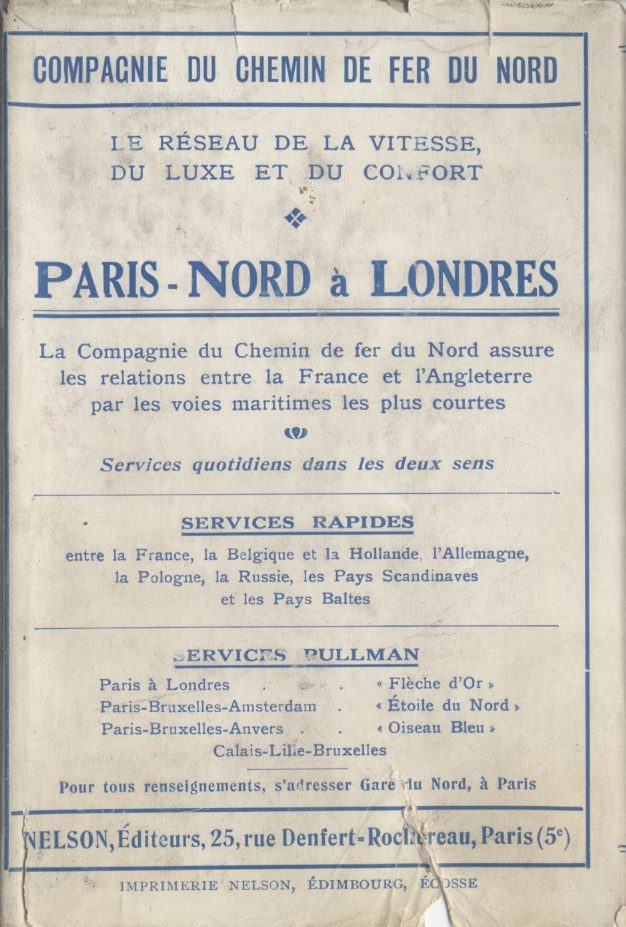 COMPAGNIE DU CHEMIN DE FER DU NORD
LE RÉSEAU DE LA VITESSE,
DU LUXE ET DU CONFORT
PARIS-NORD à LONDRES
La Compagnie du Chemin de fer du Nord assure
les relations entre la France et l'Angleterre
par les voies maritimes les plus courtes
Services quotidiens dans les deux sens
SERVICES RAPIDES
entre la France, la Belgique et la Hollande, l'Allemagne,
la Pologne, la Russie, les Pays Scandinaves
et les Pays Baltes
SERVICES PULLMAN
Paris à Londres . . . « Flèche d'Or »
Paris-Bruxelles-Amsterdam . « Étoile du Nord »
Paris-Bruxelles-Anvers . . « Oiseau Bleu »
Calais-Lille-Bruxelles
Pour tous renseignements, s'adresser Gare du Nord, à Paris
NELSON, Éditeurs, 25, rue Denfert-Rochereau, Paris (5e)
IMPRIMERIE NELSON, ÉDIMBOURG, ÉCOSSE